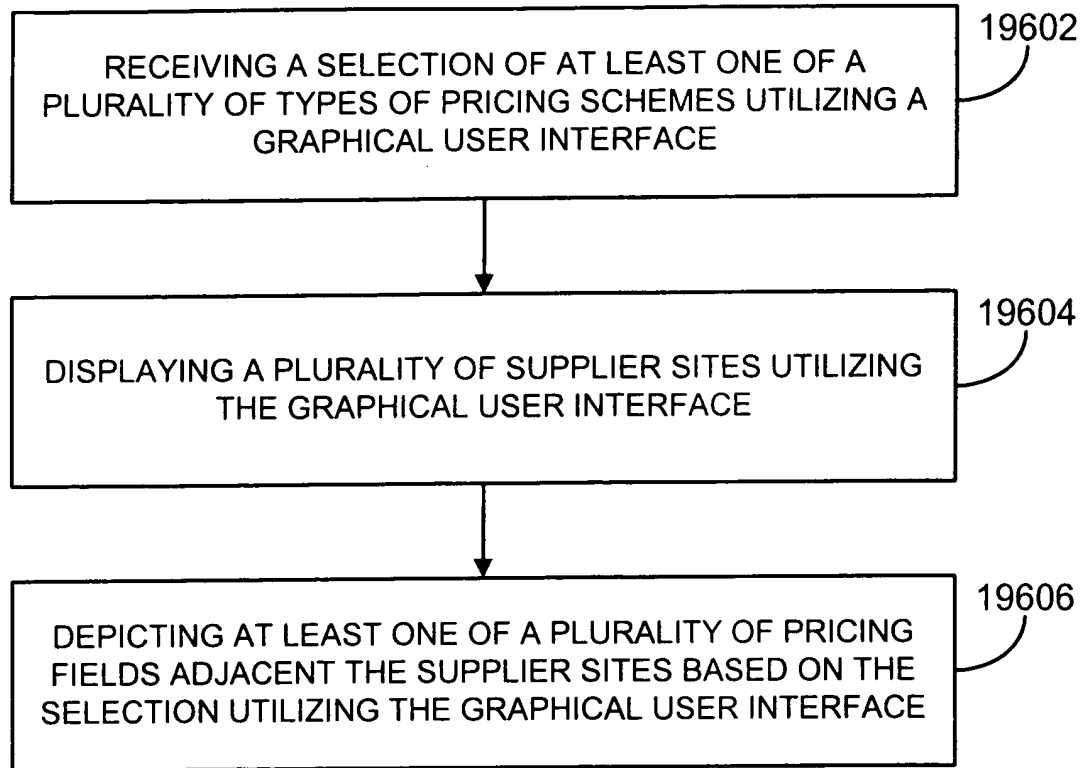 19602
RECEIVING A SELECTION OF AT LEAST ONE OF A
PLURALITY OF TYPES OF PRICING SCHEMES UTILIZING A
GRAPHICAL USER INTERFACE
19604
DISPLAYING A PLURALITY OF SUPPLIER SITES UTILIZING
THE GRAPHICAL USER INTERFACE
19606
DEPICTING AT LEAST ONE OF A PLURALITY OF PRICING
FIELDS ADJACENT THE SUPPLIER SITES BASED ON THE
SELECTION UTILIZING THE GRAPHICAL USER INTERFACE